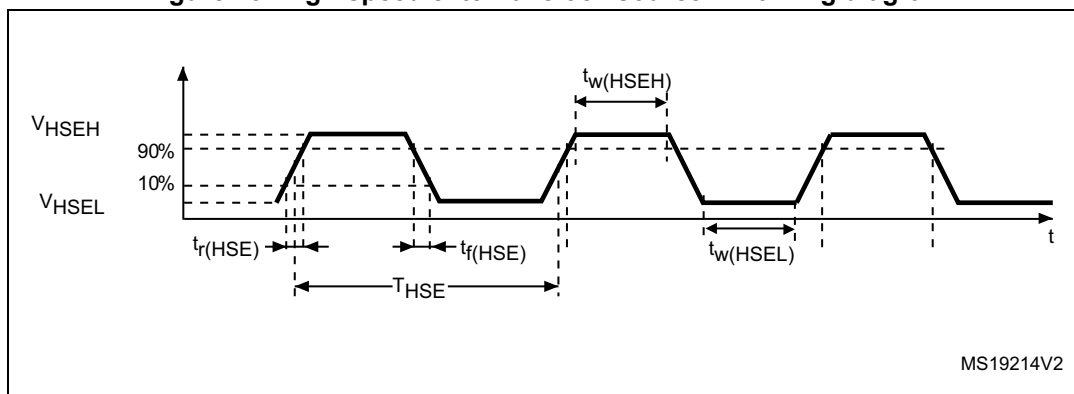 tw(HSEH)
VHSEH
90%
10%
VHSEL
tr(HSE)
tf(HSE)
tw(HSEL)
t
THSE
MS19214V2